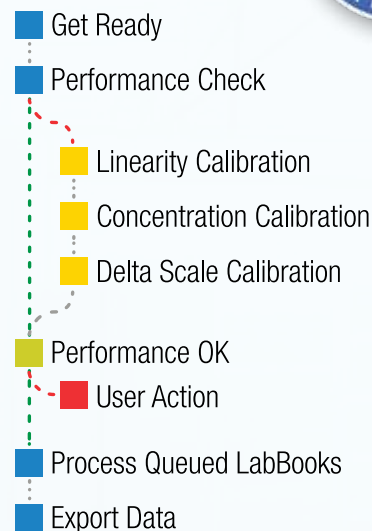 Get Ready
Performance Check
Linearity Calibration
Concentration Calibration
Delta Scale Calibration
Performance OK
User Action
Process Queued LabBooks
Export Data